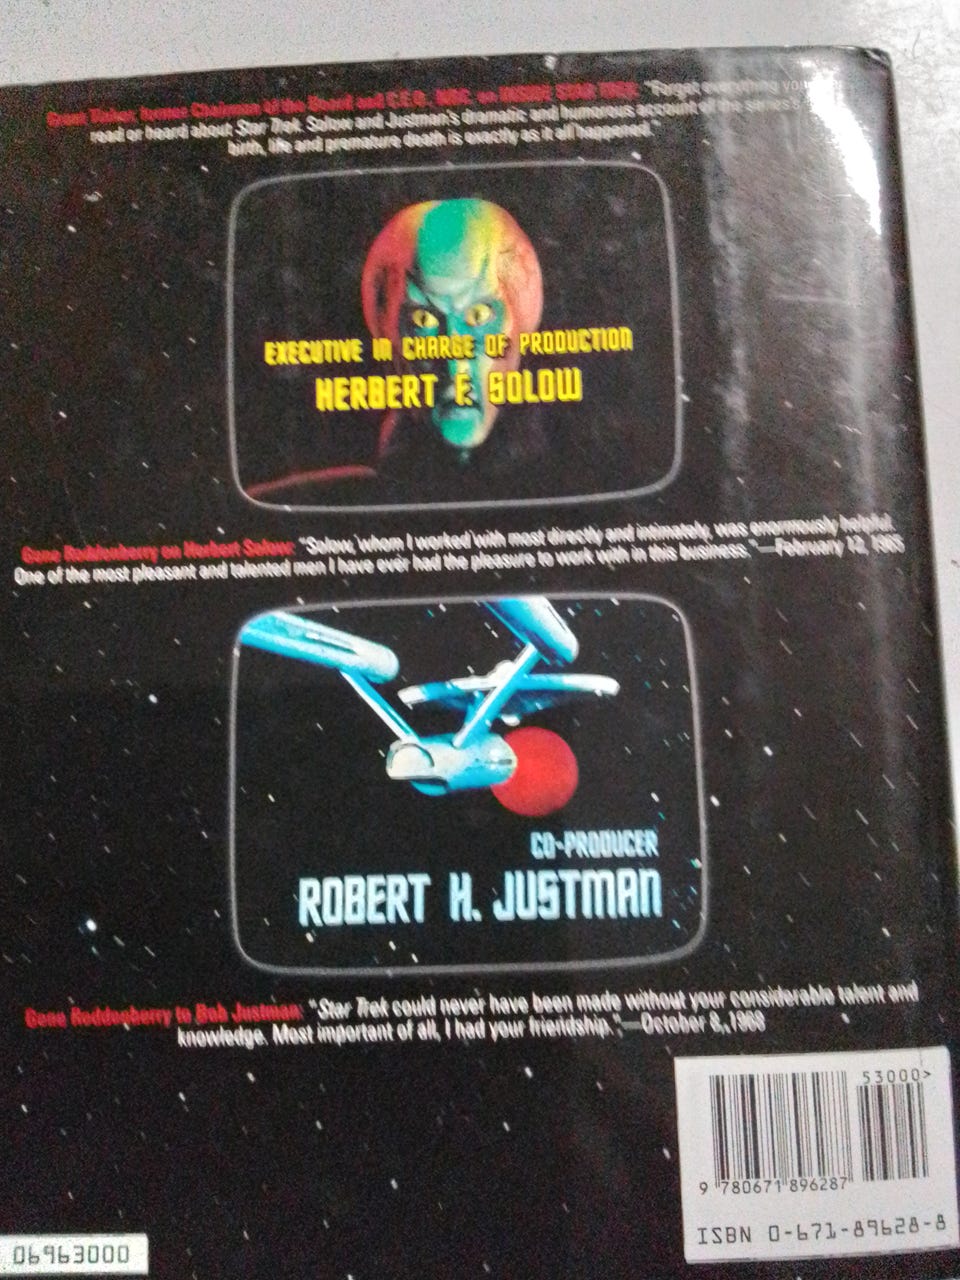 Grant Tinker, former Chairman of the Board and C.E.O., NBC, on INSIDE STAR TREK: "Forget everything you
read or heard about Star Trek. Solow and Justman's dramatic and humorous account of the series's
birth, life and premature death is exactly as it all happened."
EXECUTIVE IN CHARGE OF PRODUCTION
HERBERT F. SOLOW
Gene Roddenberry on Herbert Solow: "Solow, whom I worked with most directly and intimately, was enormously helpful.
One of the most pleasant and talented men I have ever had the pleasure to work with in this business."—February 12, 1965
CO-PRODUCER
ROBERT H. JUSTMAN
Gene Roddenberry to Bob Justman: "Star Trek could never have been made without your considerable talent and
knowledge. Most important of all, I had your friendship."—October 8, 1968
53000>
9 780671 896287
ISBN 0-671-89628-8
06963000